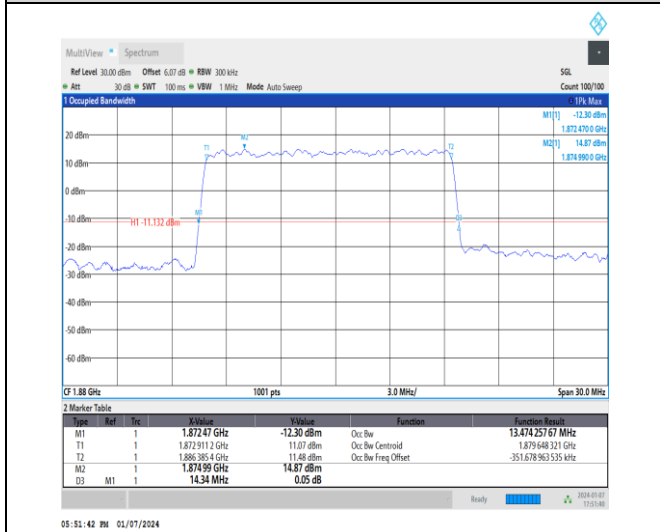 MultiView Spectrum
Ref Level 30.00 dBm Offset 6.07 dB RBW 300 kHz SGL
Att 30 dB SWT 100 ms VBW 1 MHz Mode Auto Sweep Count 100/100
1 Occupied Bandwidth 1Pk Max
M1[1] -12.30 dBm
1.872 470 0 GHz
M2[1] 14.87 dBm
1.874 990 0 GHz
20 dBm
M2
T1
T2
10 dBm
0 dBm
-10 dBm
M1
D3
H1 -11.132 dBm
-20 dBm
-30 dBm
-40 dBm
-50 dBm
-60 dBm
CF 1.88 GHz 1001 pts 3.0 MHz/ Span 30.0 MHz
2 Marker Table
Type Ref Trc X-Value Y-Value Function Function Result
M1 1 1.872 47 GHz -12.30 dBm Occ Bw 13.474 257 67 MHz
T1 1 1.872 911 2 GHz 11.07 dBm Occ Bw Centroid 1.879 648 321 GHz
T2 1 1.886 385 4 GHz 11.48 dBm Occ Bw Freq Offset -351.678 963 535 kHz
M2 1 1.874 99 GHz 14.87 dBm
D3 M1 1 14.34 MHz 0.05 dB
Ready 2024-01-07
17:51:40
05:51:42 PM 01/07/2024